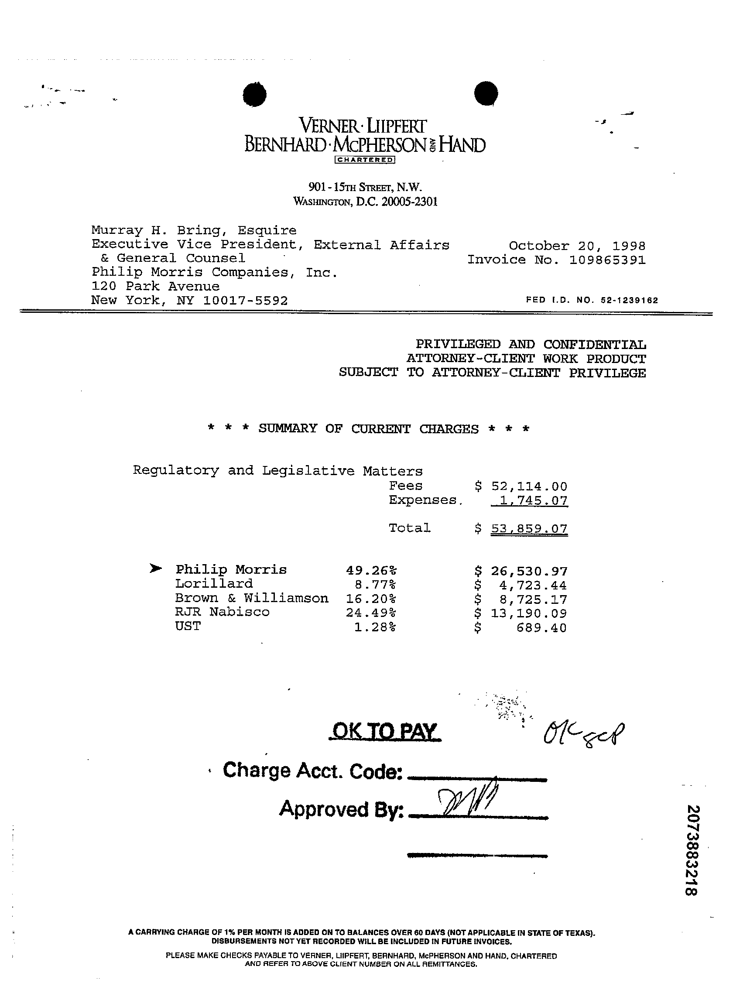 VERNER · LIIPFERT
BERNHARD · MCPHERSON AND HAND
CHARTERED
901 - 15TH STREET, N.W.
WASHINGTON, D.C. 20005-2301
Murray H. Bring, Esquire
Executive Vice President, External Affairs October 20, 1998
& General Counsel Invoice No. 109865391
Philip Morris Companies, Inc.
120 Park Avenue
New York, NY 10017-5592 FED I.D. NO. 52-1239162
PRIVILEGED AND CONFIDENTIAL
ATTORNEY-CLIENT WORK PRODUCT
SUBJECT TO ATTORNEY-CLIENT PRIVILEGE
* * * SUMMARY OF CURRENT CHARGES * * *
Regulatory and Legislative Matters
Fees $ 52,114.00
Expenses. 1,745.07
Total $ 53,859.07
➤ Philip Morris 49.26% $ 26,530.97
Lorillard 8.77% $ 4,723.44
Brown & Williamson 16.20% $ 8,725.17
RJR Nabisco 24.49% $ 13,190.09
UST 1.28% $ 689.40
OK TO PAY
OK
Charge Acct. Code:
Approved By:
2073883218
A CARRYING CHARGE OF 1% PER MONTH IS ADDED ON TO BALANCES OVER 60 DAYS (NOT APPLICABLE IN STATE OF TEXAS).
DISBURSEMENTS NOT YET RECORDED WILL BE INCLUDED IN FUTURE INVOICES.
PLEASE MAKE CHECKS PAYABLE TO VERNER, LIIPFERT, BERNHARD, McPHERSON AND HAND, CHARTERED
AND REFER TO ABOVE CLIENT NUMBER ON ALL REMITTANCES.